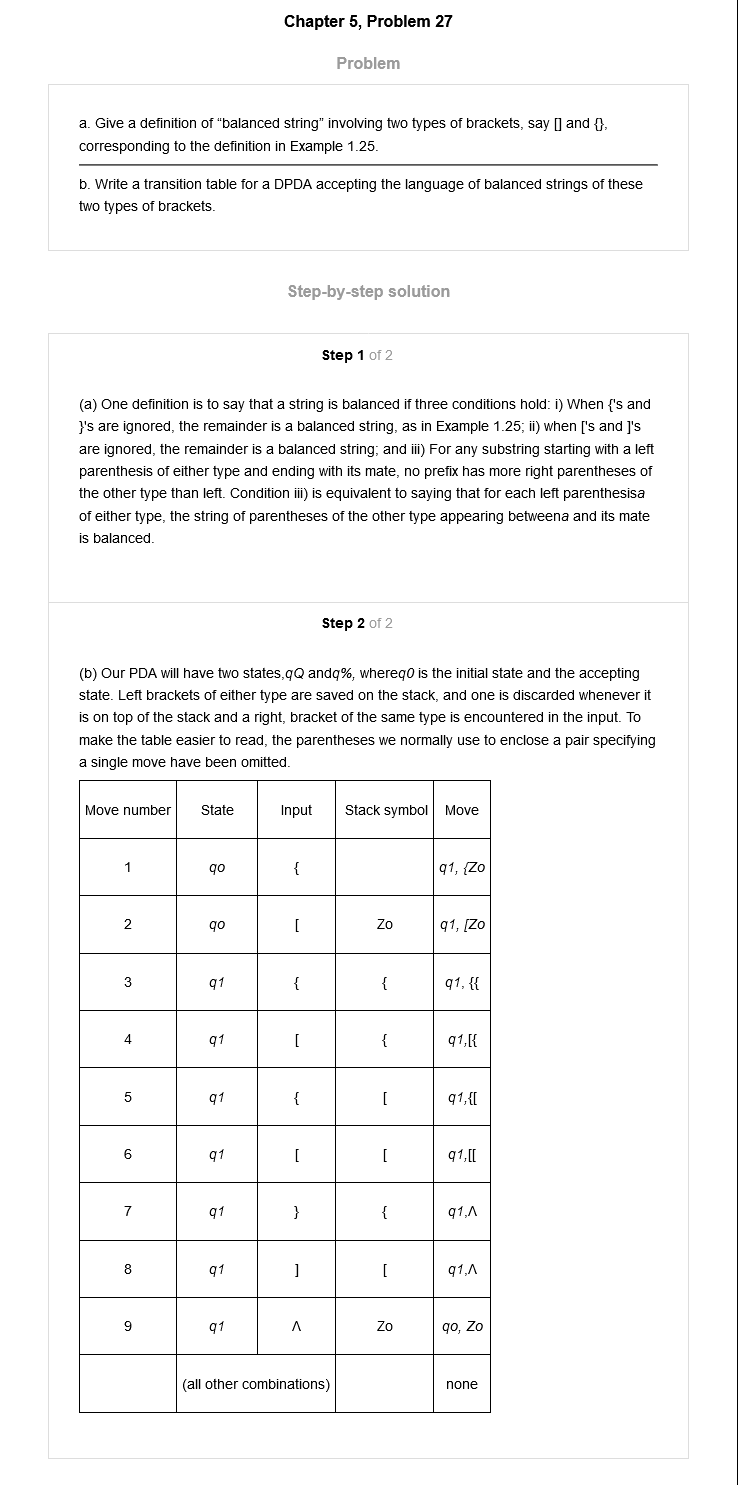 Chapter 5, Problem 27
Problem
a. Give a definition of “balanced string” involving two types of brackets, say [] and {},
corresponding to the definition in Example 1.25.
b. Write a transition table for a DPDA accepting the language of balanced strings of these
two types of brackets.
Step-by-step solution
Step 1 of 2
(a) One definition is to say that a string is balanced if three conditions hold: i) When {'s and
}'s are ignored, the remainder is a balanced string, as in Example 1.25; ii) when ['s and ]'s
are ignored, the remainder is a balanced string; and iii) For any substring starting with a left
parenthesis of either type and ending with its mate, no prefix has more right parentheses of
the other type than left. Condition iii) is equivalent to saying that for each left parenthesisa
of either type, the string of parentheses of the other type appearing betweena and its mate
is balanced.
Step 2 of 2
(b) Our PDA will have two states,qQ andq%, whereq0 is the initial state and the accepting
state. Left brackets of either type are saved on the stack, and one is discarded whenever it
is on top of the stack and a right, bracket of the same type is encountered in the input. To
make the table easier to read, the parentheses we normally use to enclose a pair specifying
a single move have been omitted.
Move number State Input Stack symbol Move
1 qo { q1, {Zo
2 qo [ Zo q1, [Zo
3 q1 { { q1, {{
4 q1 [ { q1,[{
5 q1 { [ q1,{[
6 q1 [ [ q1,[[
7 q1 } { q1,Λ
8 q1 ] [ q1,Λ
9 q1 Λ Zo qo, Zo
(all other combinations) none